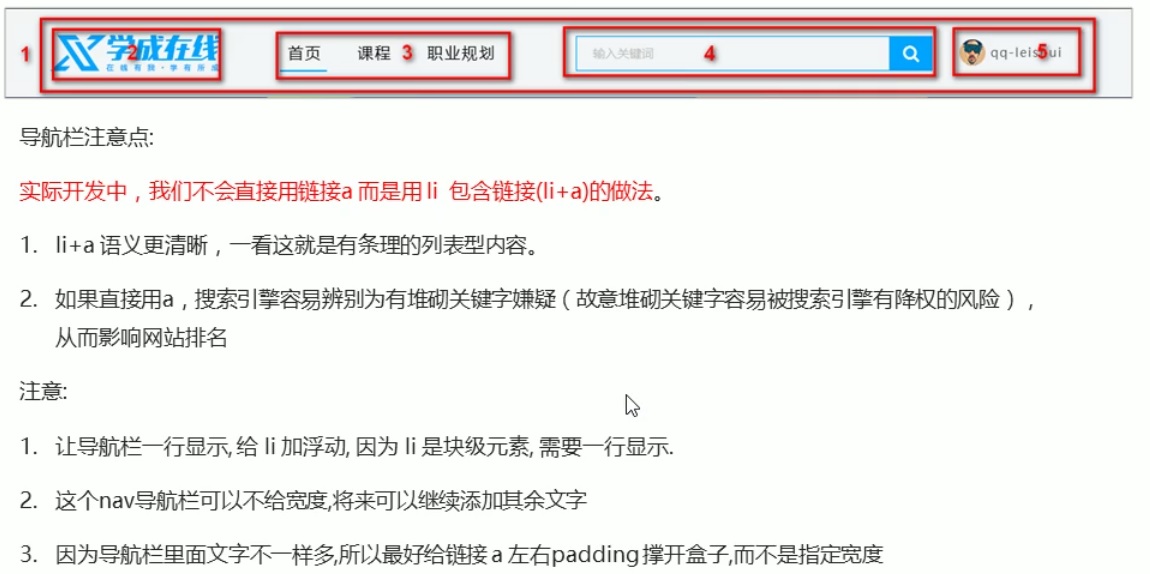 1 学成在线 2 首页 课程 3 职业规划 输入关键词 4 qq-leishui 5
在线有我·学有所成
导航栏注意点:
实际开发中，我们不会直接用链接a 而是用 li 包含链接(li+a)的做法。
1. li+a 语义更清晰，一看这就是有条理的列表型内容。
2. 如果直接用a，搜索引擎容易辨别为有堆砌关键字嫌疑（故意堆砌关键字容易被搜索引擎有降权的风险），
从而影响网站排名
注意:
1. 让导航栏一行显示, 给 li 加浮动, 因为 li 是块级元素, 需要一行显示.
2. 这个nav导航栏可以不给宽度,将来可以继续添加其余文字
3. 因为导航栏里面文字不一样多,所以最好给链接 a 左右padding 撑开盒子,而不是指定宽度